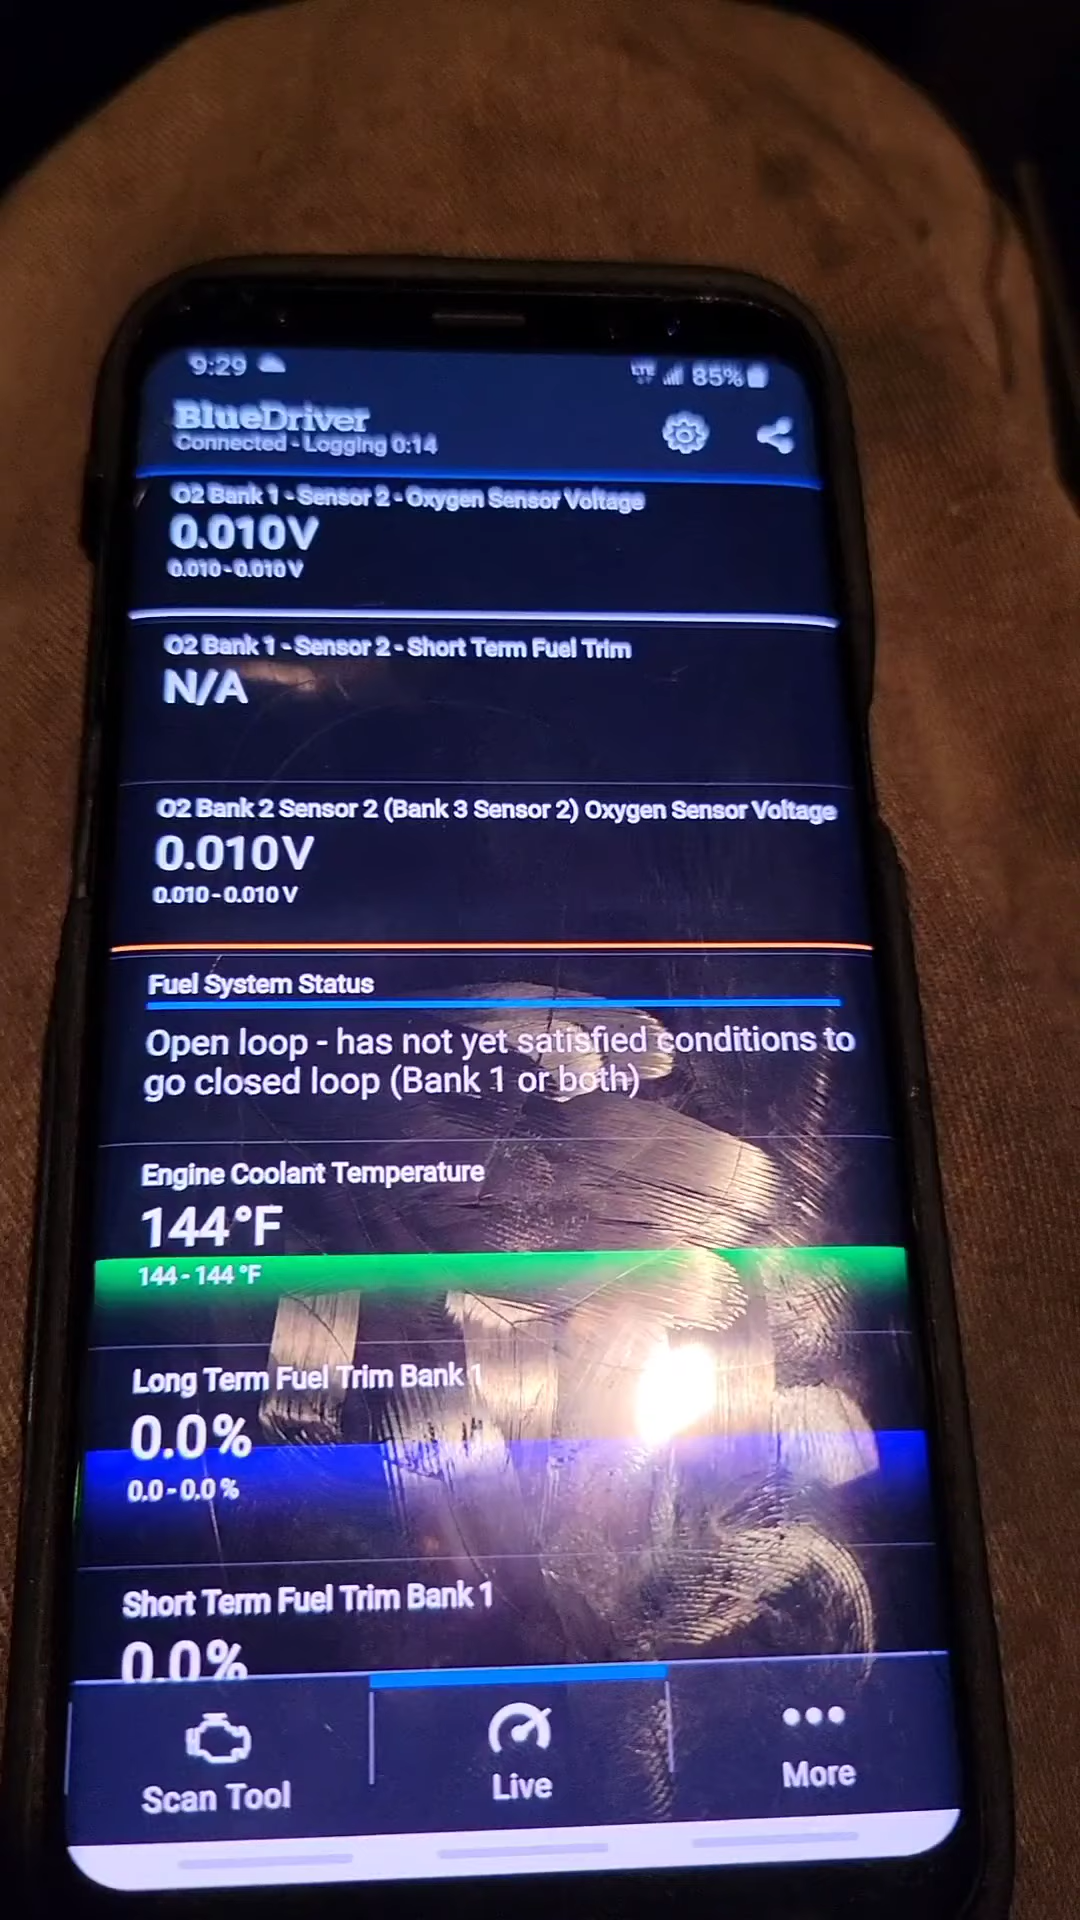 9:29
LTE 85%
BlueDriver
Connected - Logging 0:14
O2 Bank 1 - Sensor 2 - Oxygen Sensor Voltage
0.010V
0.010 - 0.010 V
O2 Bank 1 - Sensor 2 - Short Term Fuel Trim
N/A
O2 Bank 2 Sensor 2 (Bank 3 Sensor 2) Oxygen Sensor Voltage
0.010V
0.010 - 0.010 V
Fuel System Status
Open loop - has not yet satisfied conditions to
go closed loop (Bank 1 or both)
Engine Coolant Temperature
144°F
144 - 144 °F
Long Term Fuel Trim Bank 1
0.0%
0.0 - 0.0 %
Short Term Fuel Trim Bank 1
0.0%
Scan Tool
Live
More